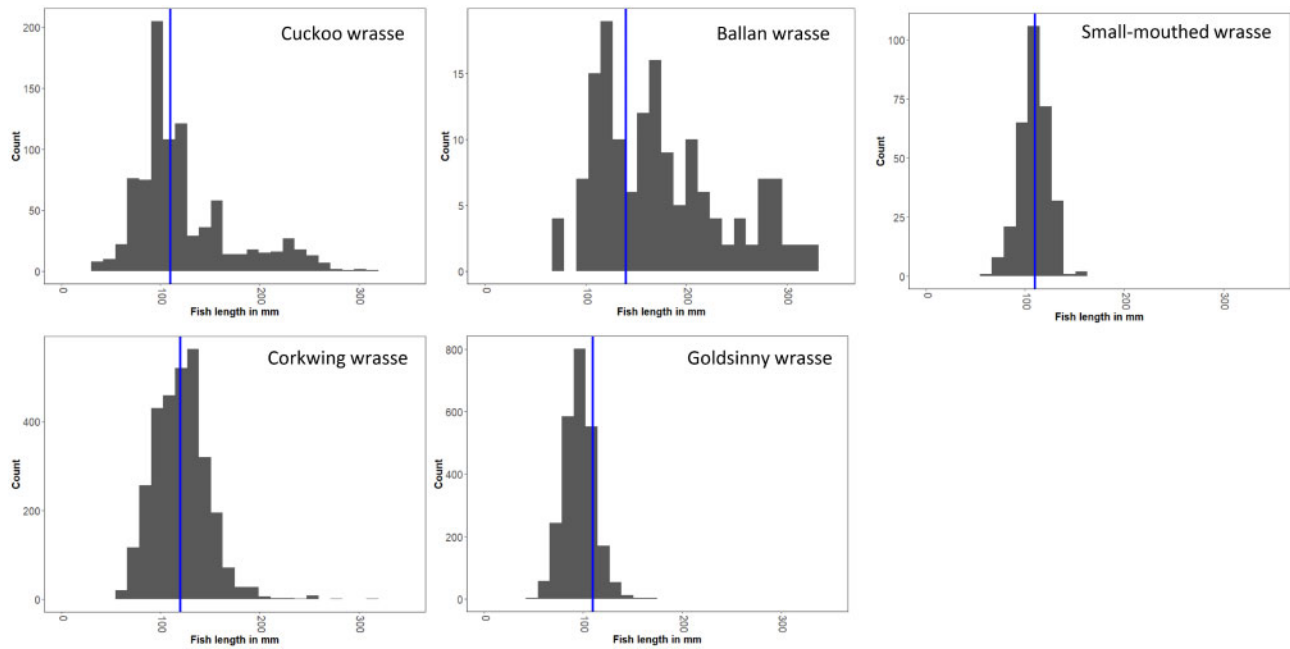 Cuckoo wrasse
200
150
100
50
0
Count
0
100
200
300
Fish length in mm
Ballan wrasse
15
10
5
0
Count
0
100
200
300
Fish length in mm
Small-mouthed wrasse
100
75
50
25
0
Count
0
100
200
300
Fish length in mm
Corkwing wrasse
400
200
0
Count
0
100
200
300
Fish length in mm
Goldsinny wrasse
800
600
400
200
0
Count
0
100
200
300
Fish length in mm